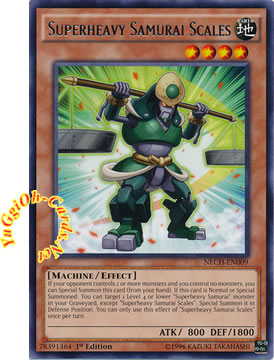 SUPERHEAVY SAMURAI SCALES
EARTH
地
NECH-EN009
[MACHINE / EFFECT]
If your opponent controls 2 or more monsters and you control no monsters, you
can Special Summon this card (from your hand). If this card is Normal or Special
Summoned: You can target 1 Level 4 or lower "Superheavy Samurai" monster
in your Graveyard, except "Superheavy Samurai Scales"; Special Summon it in
Defense Position. You can only use this effect of "Superheavy Samurai Scales"
once per turn.
ATK / 800 DEF / 1800
78391364
1st Edition
©1996 KAZUKI TAKAHASHI
YuGgiOh-Cards.Net